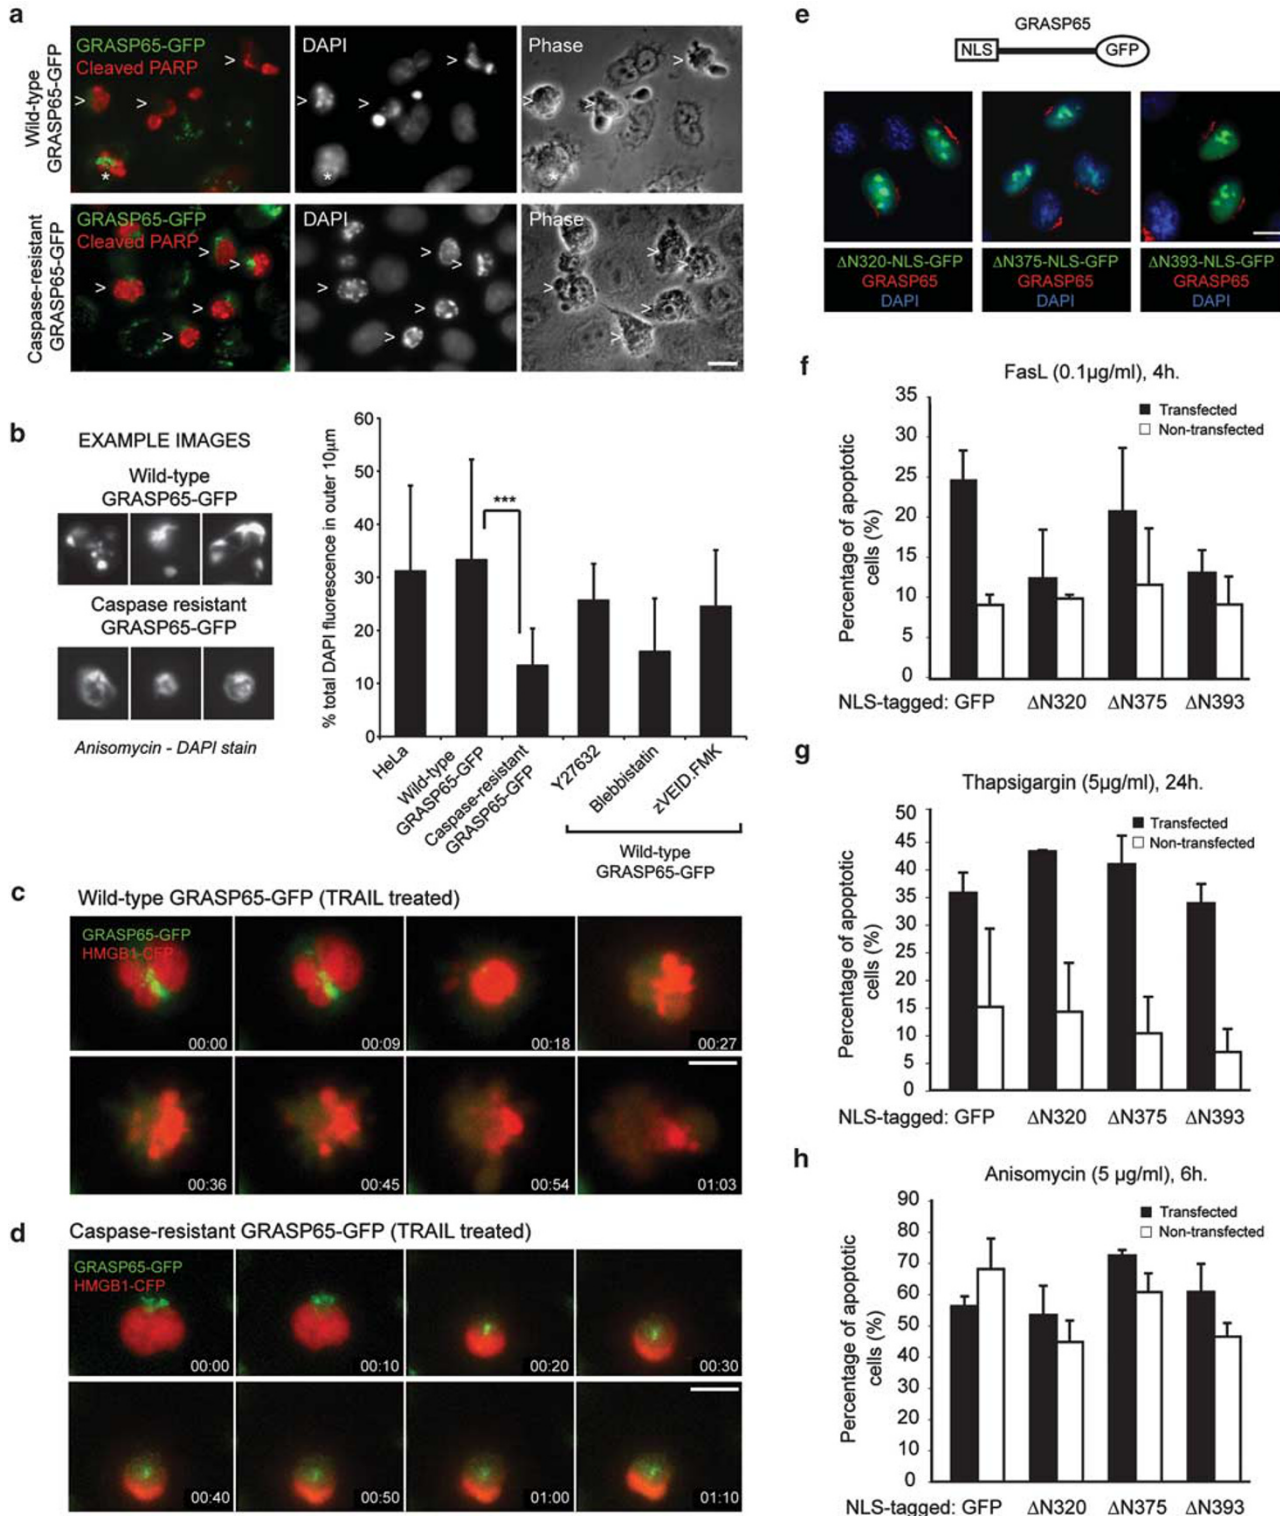 a
Wild-type
GRASP65-GFP
GRASP65-GFP
Cleaved PARP
DAPI
Phase
> > > >
*
Caspase-resistant
GRASP65-GFP
GRASP65-GFP
Cleaved PARP
DAPI
Phase
b
EXAMPLE IMAGES
Wild-type
GRASP65-GFP
Caspase resistant
GRASP65-GFP
Anisomycin - DAPI stain
% total DAPI fluorescence in outer 10µm
60
50
40
30
20
10
0
***
HeLa
Wild-type
GRASP65-GFP
Caspase-resistant
GRASP65-GFP
Y27632
Blebbistatin
zVEID.FMK
Wild-type
GRASP65-GFP
c
Wild-type GRASP65-GFP (TRAIL treated)
GRASP65-GFP
HMGB1-CFP
00:00 00:09 00:18 00:27
00:36 00:45 00:54 01:03
d
Caspase-resistant GRASP65-GFP (TRAIL treated)
GRASP65-GFP
HMGB1-CFP
00:00 00:10 00:20 00:30
00:40 00:50 01:00 01:10
e
GRASP65
NLS GFP
ΔN320-NLS-GFP
GRASP65
DAPI
ΔN375-NLS-GFP
GRASP65
DAPI
ΔN393-NLS-GFP
GRASP65
DAPI
f
FasL (0.1µg/ml), 4h.
Transfected
Non-transfected
Percentage of apoptotic
cells (%)
35
30
25
20
15
10
5
0
NLS-tagged: GFP ΔN320 ΔN375 ΔN393
g
Thapsigargin (5µg/ml), 24h.
Transfected
Non-transfected
Percentage of apoptotic
cells (%)
50
45
40
35
30
25
20
15
10
5
0
NLS-tagged: GFP ΔN320 ΔN375 ΔN393
h
Anisomycin (5 µg/ml), 6h.
Transfected
Non-transfected
Percentage of apoptotic
cells (%)
90
80
70
60
50
40
30
20
10
0
NLS-tagged: GFP ΔN320 ΔN375 ΔN393